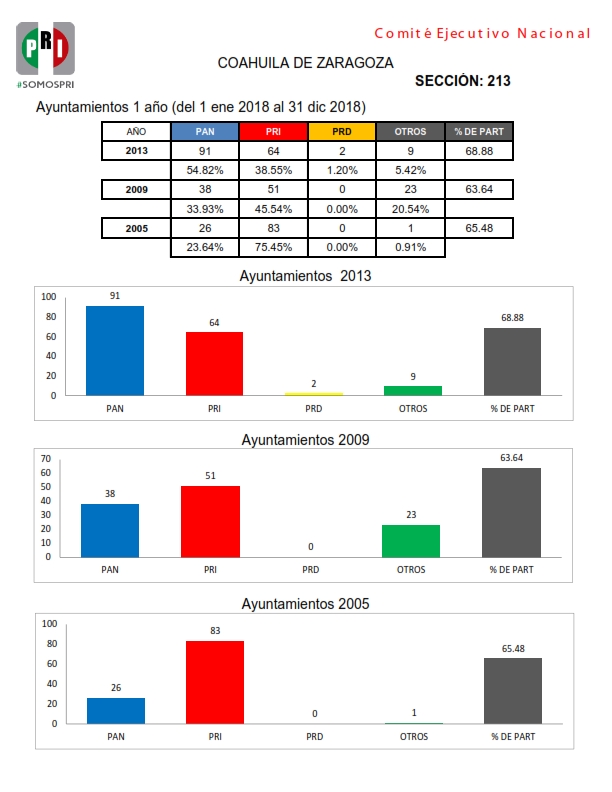 Comité Ejecutivo Nacional
PRI
#SOMOSPRI
COAHUILA DE ZARAGOZA
SECCIÓN: 213
Ayuntamientos 1 año (del 1 ene 2018 al 31 dic 2018)
AÑO PAN PRI PRD OTROS % DE PART
2013 91 64 2 9 68.88
54.82% 38.55% 1.20% 5.42%
2009 38 51 0 23 63.64
33.93% 45.54% 0.00% 20.54%
2005 26 83 0 1 65.48
23.64% 75.45% 0.00% 0.91%
Ayuntamientos 2013
100
80
60
40
20
0
91
64
2
9
68.88
PAN PRI PRD OTROS % DE PART
Ayuntamientos 2009
70
60
50
40
30
20
10
0
38
51
0
23
63.64
PAN PRI PRD OTROS % DE PART
Ayuntamientos 2005
100
80
60
40
20
0
26
83
0
1
65.48
PAN PRI PRD OTROS % DE PART